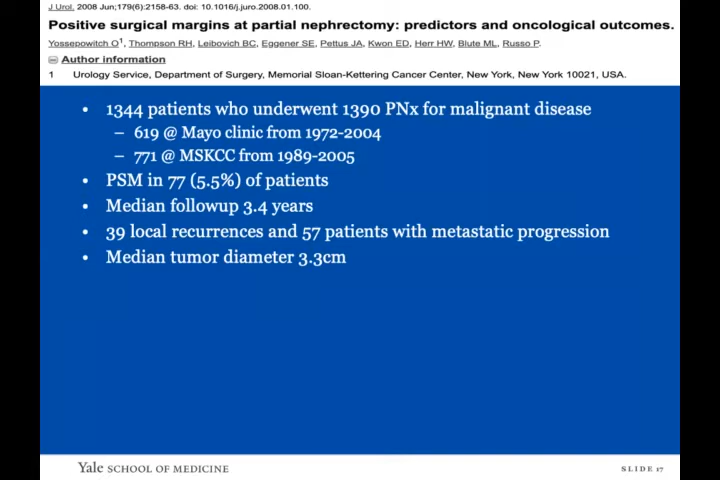 J Urol. 2008 Jun;179(6):2158-63. doi: 10.1016/j.juro.2008.01.100.
Positive surgical margins at partial nephrectomy: predictors and oncological outcomes.
Yossepowitch O1, Thompson RH, Leibovich BC, Eggener SE, Pettus JA, Kwon ED, Herr HW, Blute ML, Russo P.
Author information
1 Urology Service, Department of Surgery, Memorial Sloan-Kettering Cancer Center, New York, New York 10021, USA.
• 1344 patients who underwent 1390 PNx for malignant disease
– 619 @ Mayo clinic from 1972-2004
– 771 @ MSKCC from 1989-2005
• PSM in 77 (5.5%) of patients
• Median followup 3.4 years
• 39 local recurrences and 57 patients with metastatic progression
• Median tumor diameter 3.3cm
Yale SCHOOL OF MEDICINE
SLIDE 17